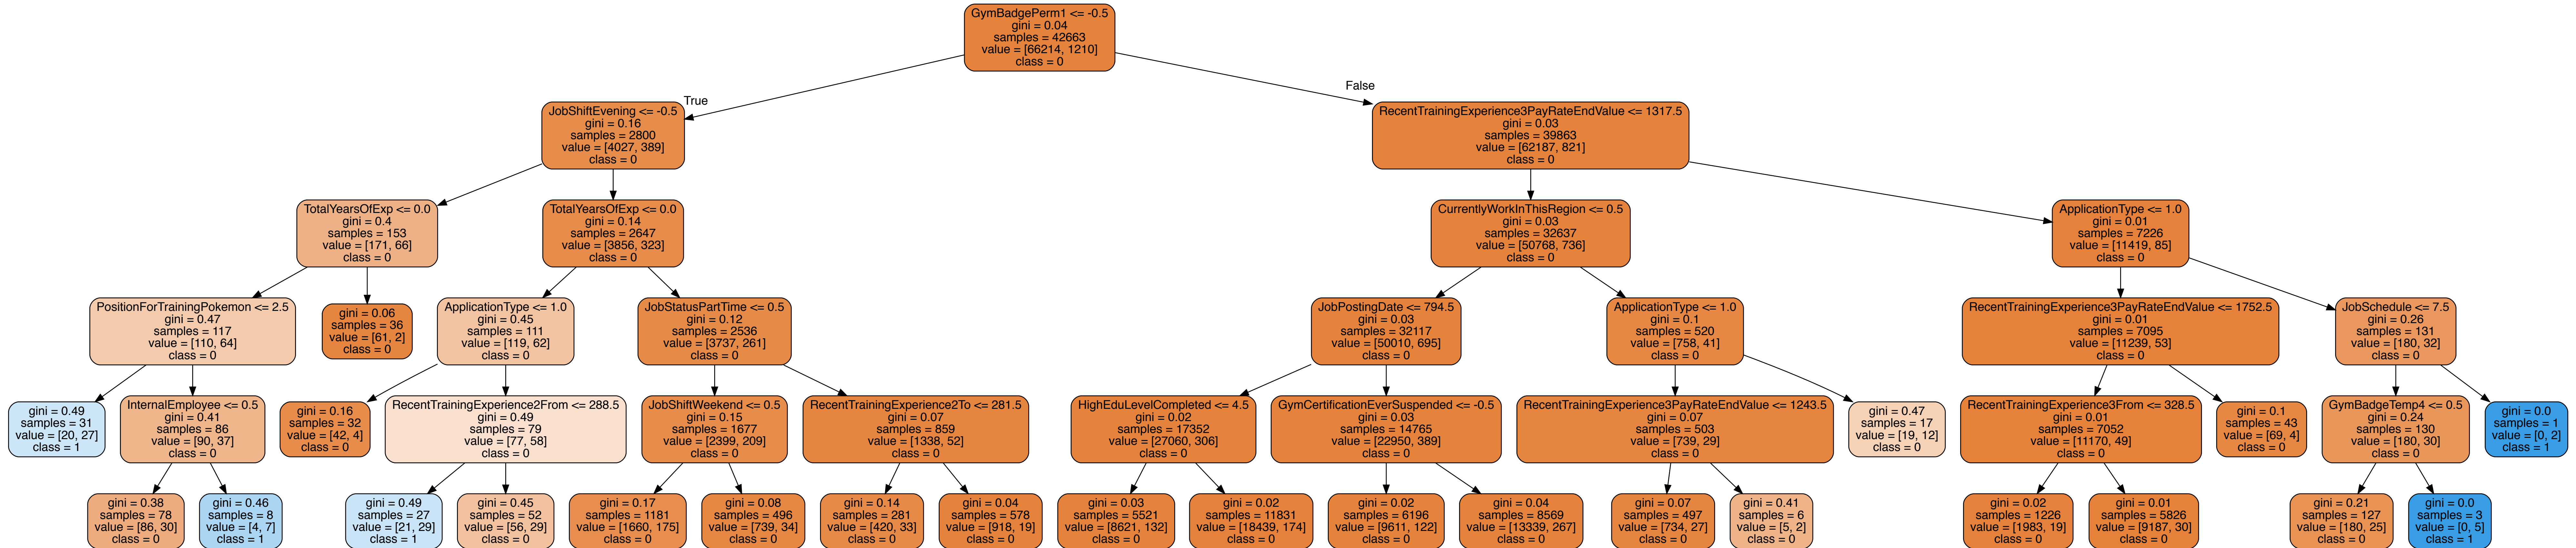 GymBadgePerm1 <= -0.5
gini = 0.04
samples = 42663
value = [66214, 1210]
class = 0
True
False
JobShiftEvening <= -0.5
gini = 0.16
samples = 2800
value = [4027, 389]
class = 0
RecentTrainingExperience3PayRateEndValue <= 1317.5
gini = 0.03
samples = 39863
value = [62187, 821]
class = 0
TotalYearsOfExp <= 0.0
gini = 0.4
samples = 153
value = [171, 66]
class = 0
TotalYearsOfExp <= 0.0
gini = 0.14
samples = 2647
value = [3856, 323]
class = 0
CurrentlyWorkInThisRegion <= 0.5
gini = 0.03
samples = 32637
value = [50768, 736]
class = 0
ApplicationType <= 1.0
gini = 0.01
samples = 7226
value = [11419, 85]
class = 0
PositionForTrainingPokemon <= 2.5
gini = 0.47
samples = 117
value = [110, 64]
class = 0
gini = 0.06
samples = 36
value = [61, 2]
class = 0
ApplicationType <= 1.0
gini = 0.45
samples = 111
value = [119, 62]
class = 0
JobStatusPartTime <= 0.5
gini = 0.12
samples = 2536
value = [3737, 261]
class = 0
JobPostingDate <= 794.5
gini = 0.03
samples = 32117
value = [50010, 695]
class = 0
ApplicationType <= 1.0
gini = 0.1
samples = 520
value = [758, 41]
class = 0
RecentTrainingExperience3PayRateEndValue <= 1752.5
gini = 0.01
samples = 7095
value = [11239, 53]
class = 0
JobSchedule <= 7.5
gini = 0.26
samples = 131
value = [180, 32]
class = 0
gini = 0.49
samples = 31
value = [20, 27]
class = 1
InternalEmployee <= 0.5
gini = 0.41
samples = 86
value = [90, 37]
class = 0
gini = 0.16
samples = 32
value = [42, 4]
class = 0
RecentTrainingExperience2From <= 288.5
gini = 0.49
samples = 79
value = [77, 58]
class = 0
JobShiftWeekend <= 0.5
gini = 0.15
samples = 1677
value = [2399, 209]
class = 0
RecentTrainingExperience2To <= 281.5
gini = 0.07
samples = 859
value = [1338, 52]
class = 0
HighEduLevelCompleted <= 4.5
gini = 0.02
samples = 17352
value = [27060, 306]
class = 0
GymCertificationEverSuspended <= -0.5
gini = 0.03
samples = 14765
value = [22950, 389]
class = 0
RecentTrainingExperience3PayRateEndValue <= 1243.5
gini = 0.07
samples = 503
value = [739, 29]
class = 0
gini = 0.47
samples = 17
value = [19, 12]
class = 0
RecentTrainingExperience3From <= 328.5
gini = 0.01
samples = 7052
value = [11170, 49]
class = 0
gini = 0.1
samples = 43
value = [69, 4]
class = 0
GymBadgeTemp4 <= 0.5
gini = 0.24
samples = 130
value = [180, 30]
class = 0
gini = 0.0
samples = 1
value = [0, 2]
class = 1
gini = 0.38
samples = 78
value = [86, 30]
class = 0
gini = 0.46
samples = 8
value = [4, 7]
class = 1
gini = 0.49
samples = 27
value = [21, 29]
class = 1
gini = 0.45
samples = 52
value = [56, 29]
class = 0
gini = 0.17
samples = 1181
value = [1660, 175]
class = 0
gini = 0.08
samples = 496
value = [739, 34]
class = 0
gini = 0.14
samples = 281
value = [420, 33]
class = 0
gini = 0.04
samples = 578
value = [918, 19]
class = 0
gini = 0.03
samples = 5521
value = [8621, 132]
class = 0
gini = 0.02
samples = 11831
value = [18439, 174]
class = 0
gini = 0.02
samples = 6196
value = [9611, 122]
class = 0
gini = 0.04
samples = 8569
value = [13339, 267]
class = 0
gini = 0.07
samples = 497
value = [734, 27]
class = 0
gini = 0.41
samples = 6
value = [5, 2]
class = 0
gini = 0.02
samples = 1226
value = [1983, 19]
class = 0
gini = 0.01
samples = 5826
value = [9187, 30]
class = 0
gini = 0.21
samples = 127
value = [180, 25]
class = 0
gini = 0.0
samples = 3
value = [0, 5]
class = 1